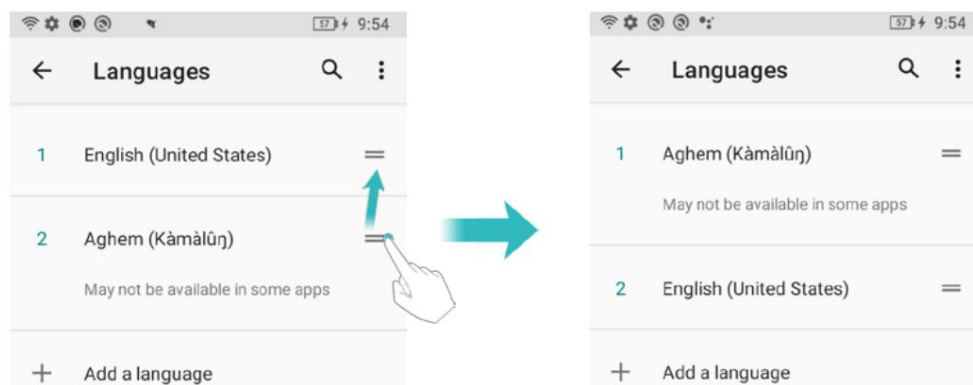 57 9:54
Languages
1 English (United States)
2 Aghem (Kàmàlûŋ)
May not be available in some apps
Add a language
57 9:54
Languages
1 Aghem (Kàmàlûŋ)
May not be available in some apps
2 English (United States)
Add a language